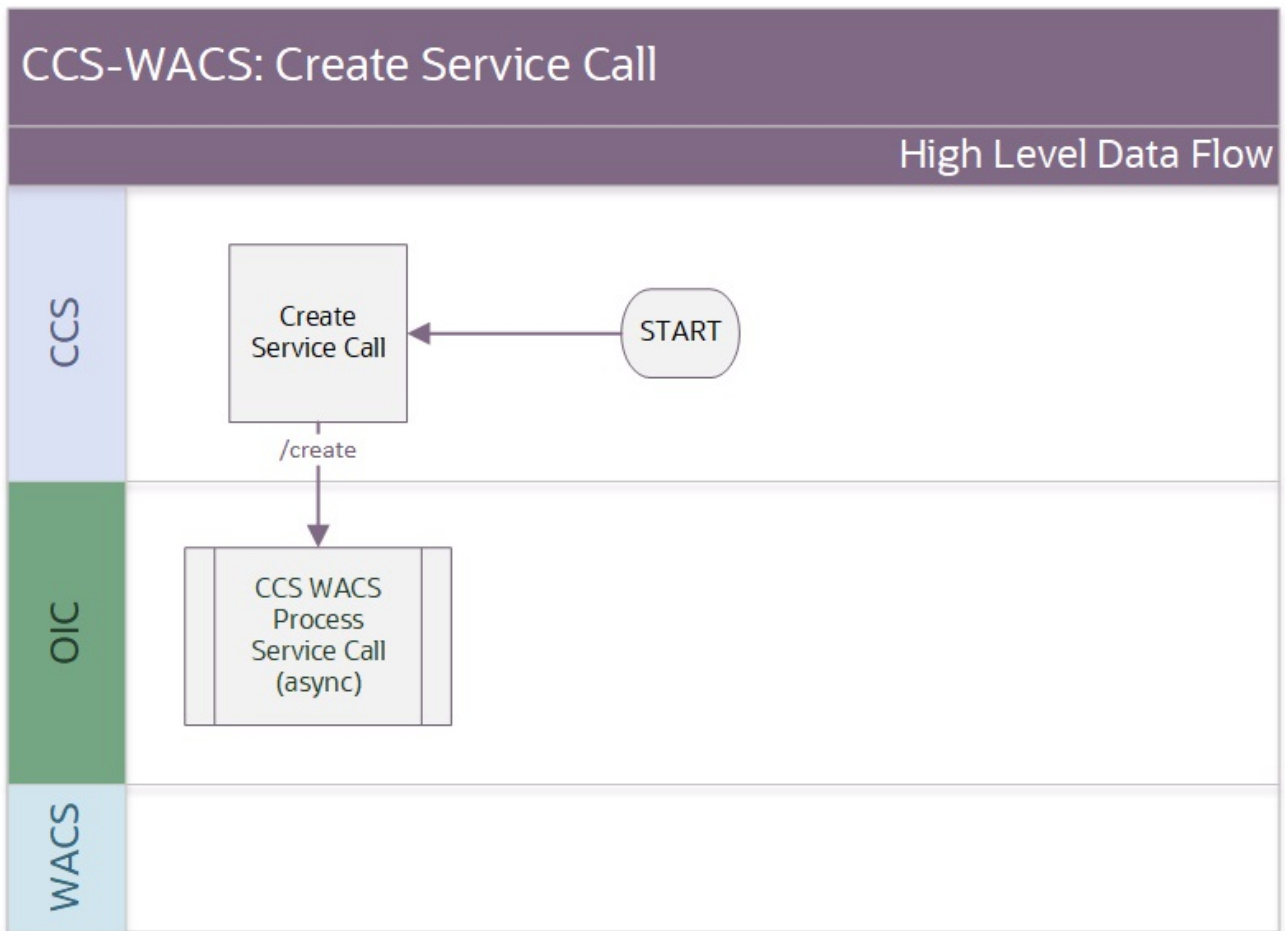 CCS-WACS: Create Service Call
High Level Data Flow
CCS
Create
Service Call
START
/create
OIC
CCS WACS
Process
Service Call
(async)
WACS